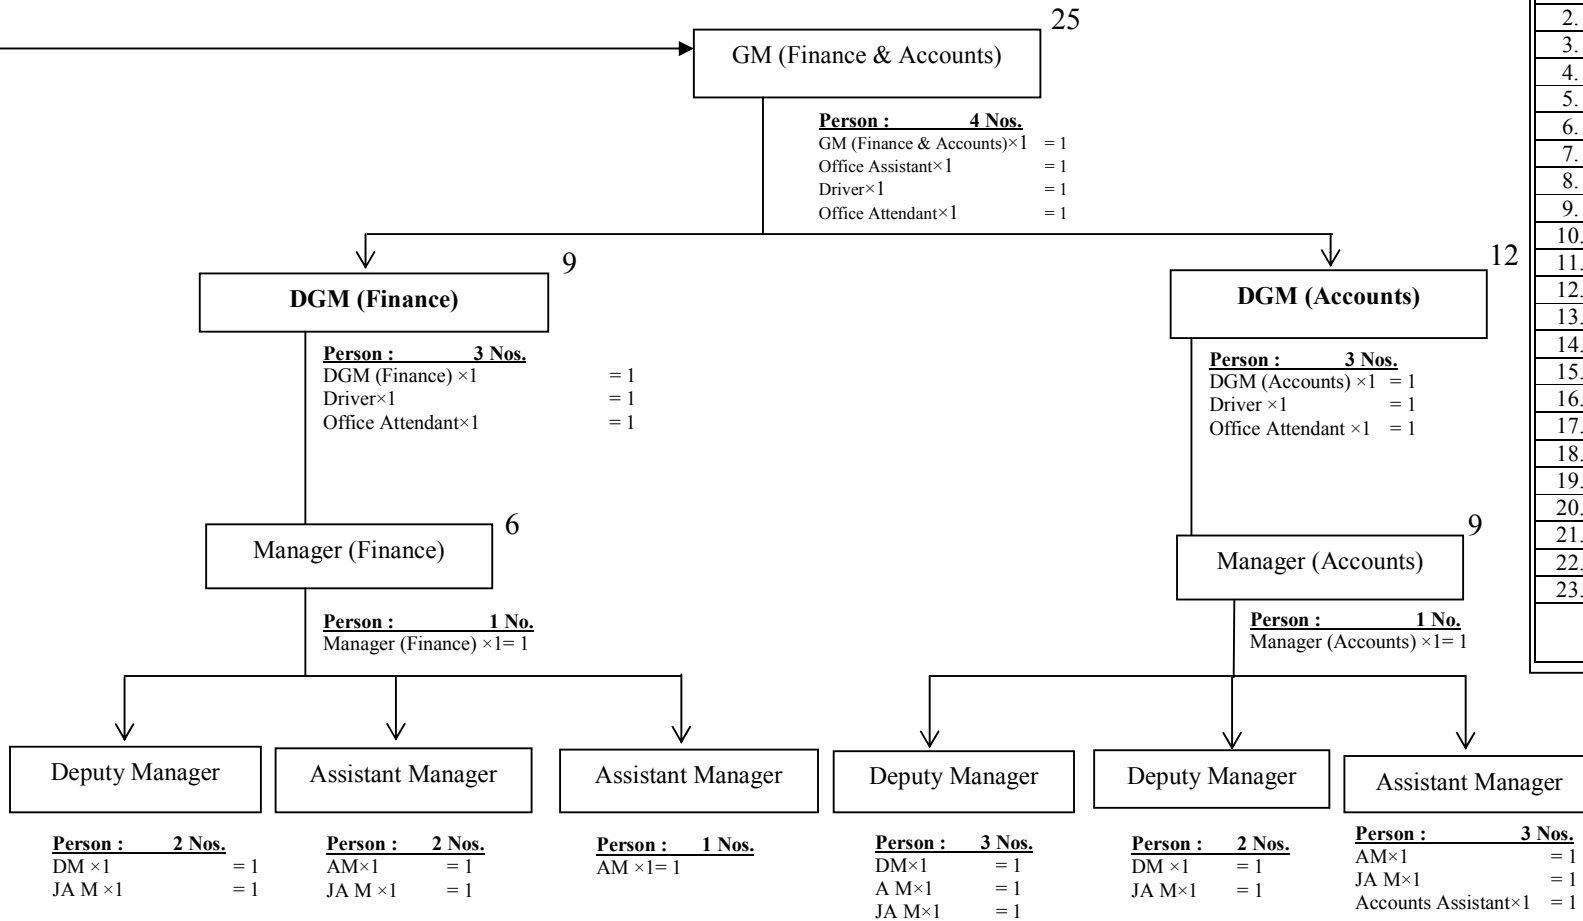 25
GM (Finance & Accounts)
Person : 4 Nos.
GM (Finance & Accounts)×1 = 1
Office Assistant×1 = 1
Driver×1 = 1
Office Attendant×1 = 1
9
DGM (Finance)
Person : 3 Nos.
DGM (Finance) ×1 = 1
Driver×1 = 1
Office Attendant×1 = 1
12
DGM (Accounts)
Person : 3 Nos.
DGM (Accounts) ×1 = 1
Driver ×1 = 1
Office Attendant ×1 = 1
6
Manager (Finance)
Person : 1 No.
Manager (Finance) ×1= 1
9
Manager (Accounts)
Person : 1 No.
Manager (Accounts) ×1= 1
Deputy Manager
Person : 2 Nos.
DM ×1 = 1
JA M ×1 = 1
Assistant Manager
Person : 2 Nos.
AM×1 = 1
JA M ×1 = 1
Assistant Manager
Person : 1 Nos.
AM ×1= 1
Deputy Manager
Person : 3 Nos.
DM×1 = 1
A M×1 = 1
JA M×1 = 1
Deputy Manager
Person : 2 Nos.
DM ×1 = 1
JA M×1 = 1
Assistant Manager
Person : 3 Nos.
AM×1 = 1
JA M×1 = 1
Accounts Assistant×1 = 1
2.
3.
4.
5.
6.
7.
8.
9.
10.
11.
12.
13.
14.
15.
16.
17.
18.
19.
20.
21.
22.
23.